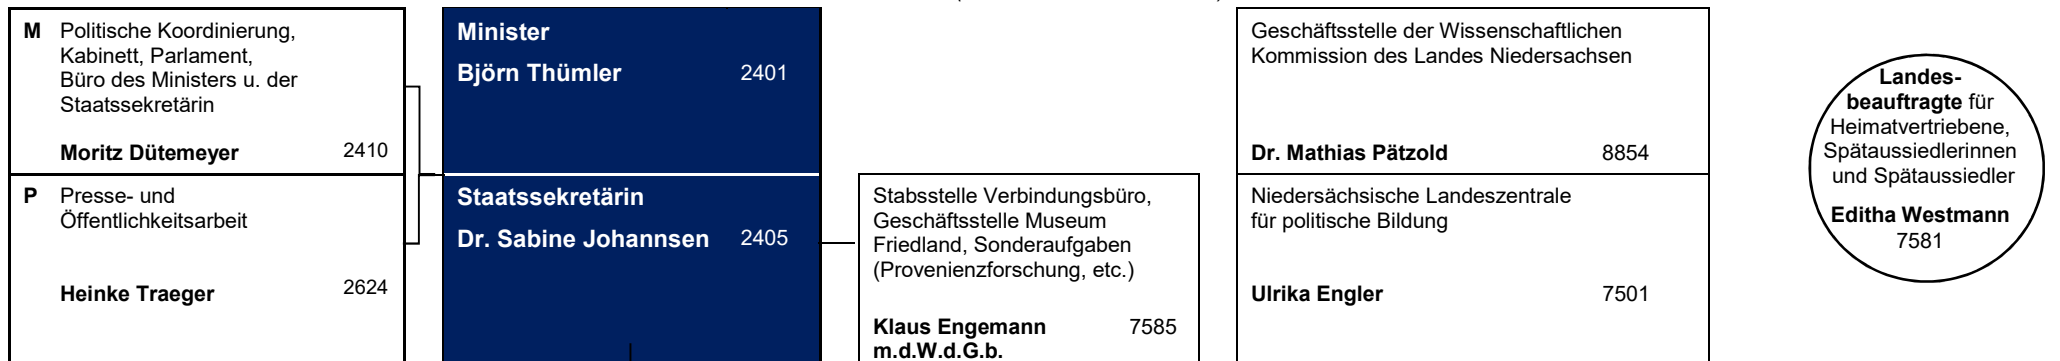 M Politische Koordinierung,
Kabinett, Parlament,
Büro des Ministers u. der
Staatssekretärin
Moritz Dütemeyer 2410
P Presse- und
Öffentlichkeitsarbeit
Heinke Traeger 2624
Minister
Björn Thümler 2401
Staatssekretärin
Dr. Sabine Johannsen 2405
Stabsstelle Verbindungsbüro,
Geschäftsstelle Museum
Friedland, Sonderaufgaben
(Provenienzforschung, etc.)
Klaus Engemann 7585
m.d.W.d.G.b.
Geschäftsstelle der Wissenschaftlichen
Kommission des Landes Niedersachsen
Dr. Mathias Pätzold 8854
Niedersächsische Landeszentrale
für politische Bildung
Ulrika Engler 7501
Landes-
beauftragte für
Heimatvertriebene,
Spätaussiedlerinnen
und Spätaussiedler
Editha Westmann
7581